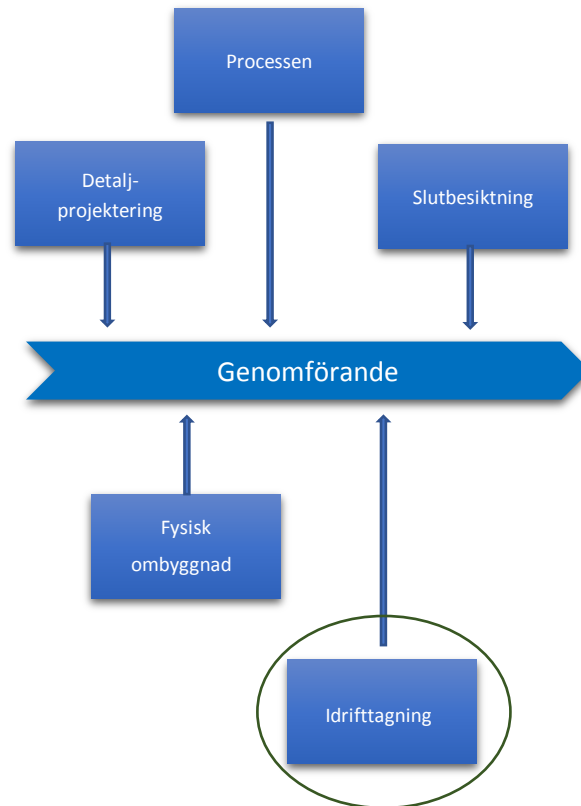 Processen
Detalj-
projektering
Slutbesiktning
Genomförande
Fysisk
ombyggnad
Idrifttagning